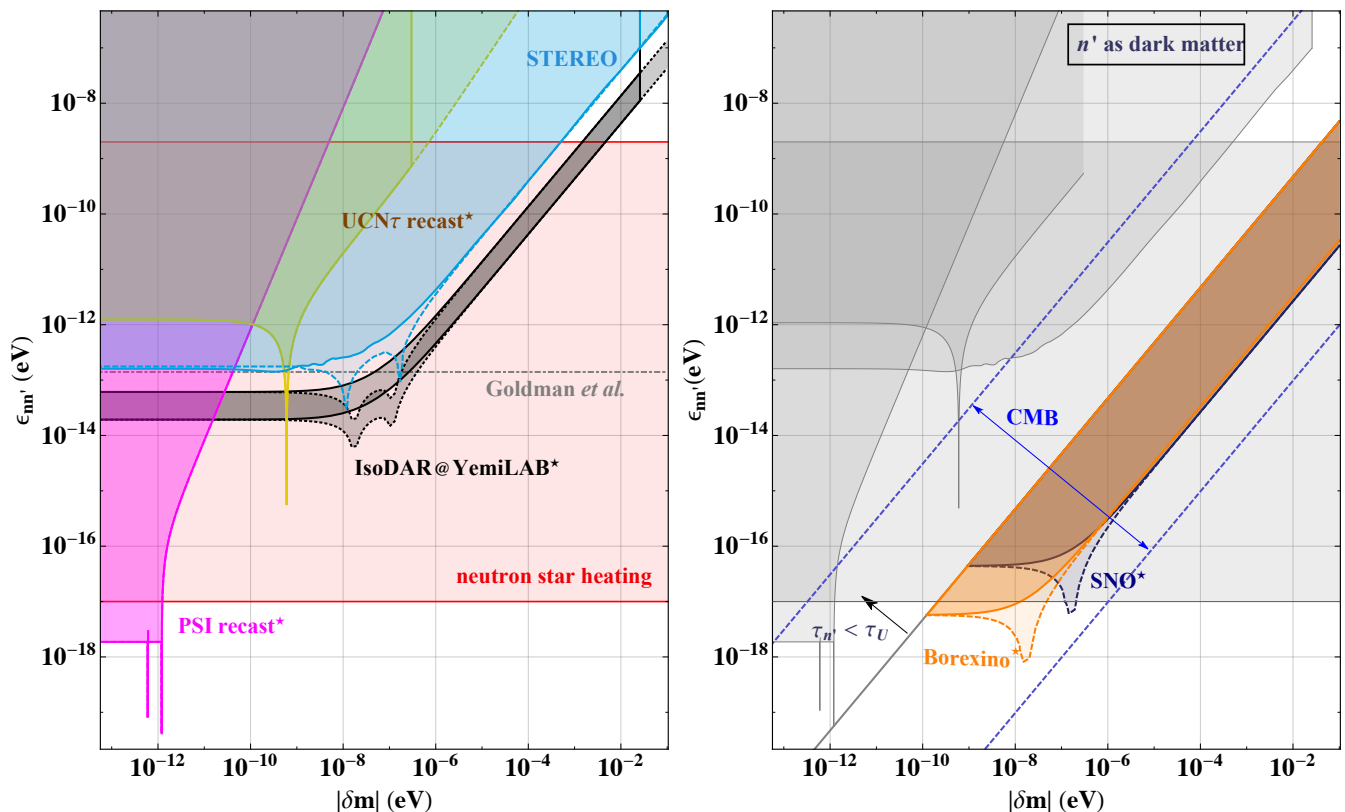 STEREO
10⁻⁸
10⁻¹⁰
UCNτ recast★
10⁻¹²
Goldman et al.
10⁻¹⁴
IsoDAR@YemiLAB★
10⁻¹⁶
neutron star heating
PSI recast★
10⁻¹⁸
ϵnn' (eV)
10⁻¹² 10⁻¹⁰ 10⁻⁸ 10⁻⁶ 10⁻⁴ 10⁻²
|δm| (eV)
n' as dark matter
10⁻⁸
10⁻¹⁰
10⁻¹²
CMB
10⁻¹⁴
10⁻¹⁶
SNO★
τn' < τU
Borexino★
10⁻¹⁸
ϵnn' (eV)
10⁻¹² 10⁻¹⁰ 10⁻⁸ 10⁻⁶ 10⁻⁴ 10⁻²
|δm| (eV)